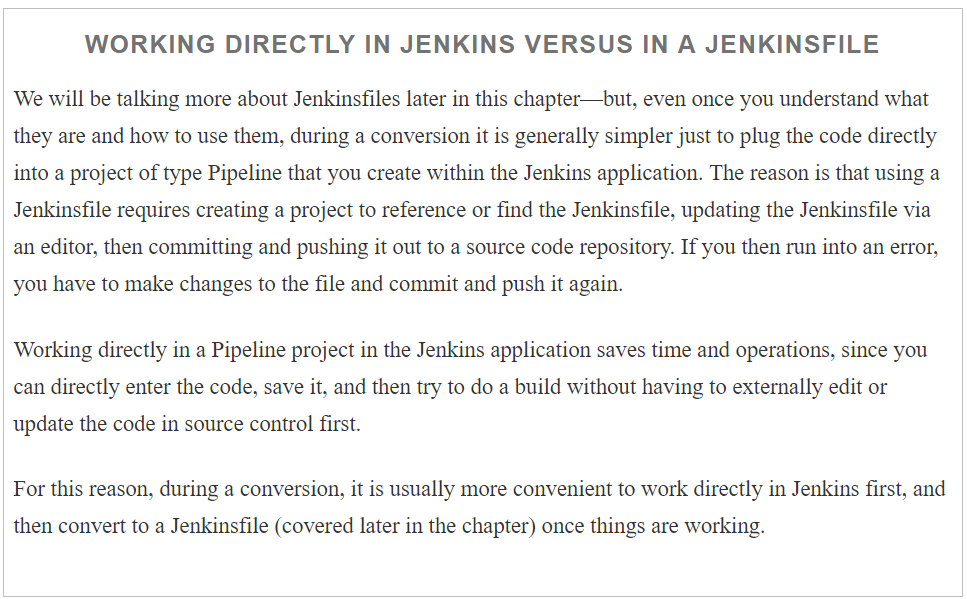 WORKING DIRECTLY IN JENKINS VERSUS IN A JENKINSFILE
We will be talking more about Jenkinsfiles later in this chapter—but, even once you understand what
they are and how to use them, during a conversion it is generally simpler just to plug the code directly
into a project of type Pipeline that you create within the Jenkins application. The reason is that using a
Jenkinsfile requires creating a project to reference or find the Jenkinsfile, updating the Jenkinsfile via
an editor, then committing and pushing it out to a source code repository. If you then run into an error,
you have to make changes to the file and commit and push it again.
Working directly in a Pipeline project in the Jenkins application saves time and operations, since you
can directly enter the code, save it, and then try to do a build without having to externally edit or
update the code in source control first.
For this reason, during a conversion, it is usually more convenient to work directly in Jenkins first, and
then convert to a Jenkinsfile (covered later in the chapter) once things are working.